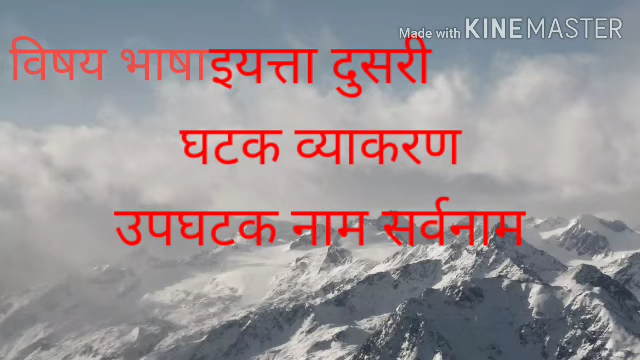 Made with KINEMASTER
विषय भाषा इयत्ता दुसरी
घटक व्याकरण
उपघटक नाम सर्वनाम